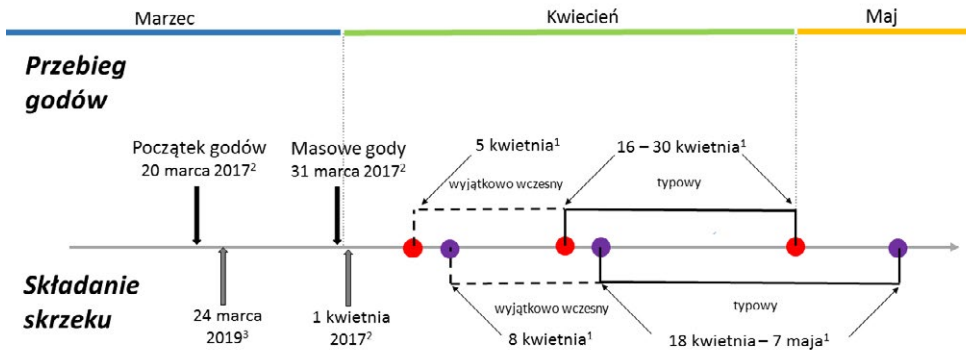 Marzec
Kwiecień
Maj
Przebieg
godów
Początek godów
20 marca 2017²
Masowe gody
31 marca 2017²
5 kwietnia¹
16 – 30 kwietnia¹
wyjątkowo wczesny
typowy
Składanie
skrzeku
24 marca
2019³
1 kwietnia
2017²
wyjątkowo wczesny
8 kwietnia¹
typowy
18 kwietnia – 7 maja¹